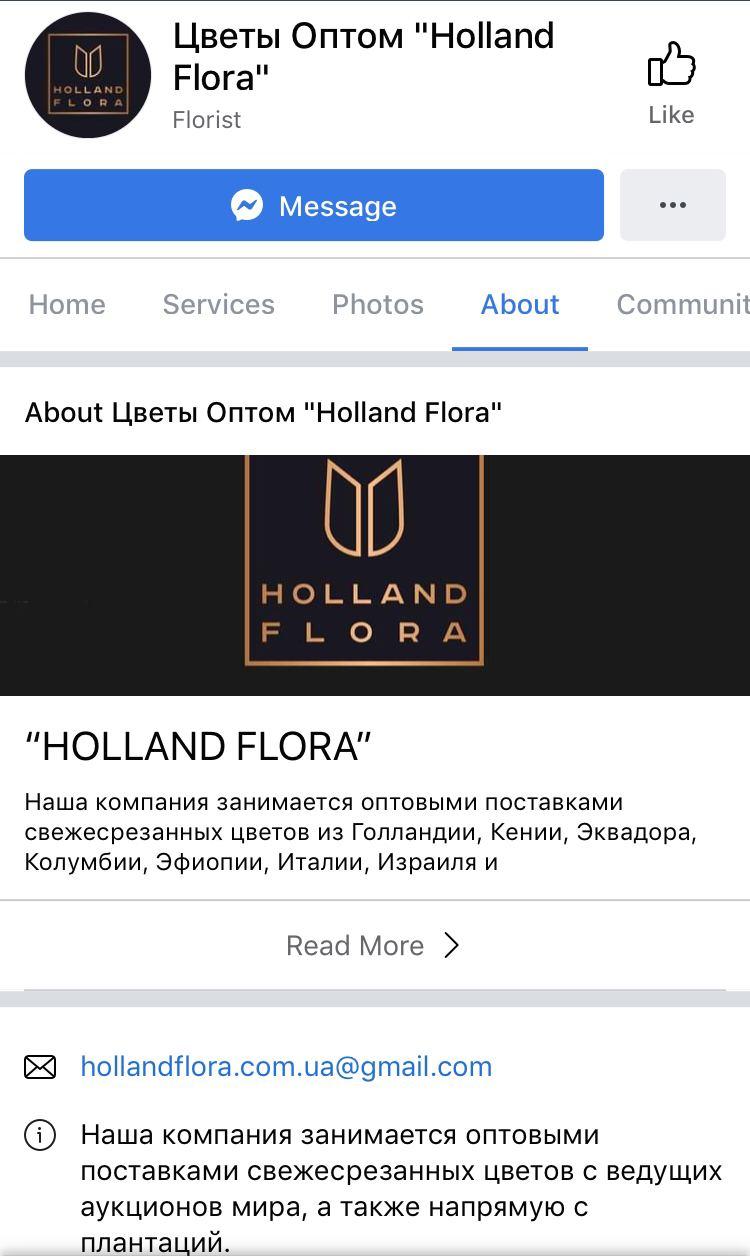 HOLLAND
FLORA
Цветы Оптом "Holland
Flora"
Florist
Like
Message
Home Services Photos About Communit
About Цветы Оптом "Holland Flora"
HOLLAND
FLORA
“HOLLAND FLORA”
Наша компания занимается оптовыми поставками
свежесрезанных цветов из Голландии, Кении, Эквадора,
Колумбии, Эфиопии, Италии, Израиля и
Read More
hollandflora.com.ua@gmail.com
Наша компания занимается оптовыми
поставками свежесрезанных цветов с ведущих
аукционов мира, а также напрямую с
плантаций.